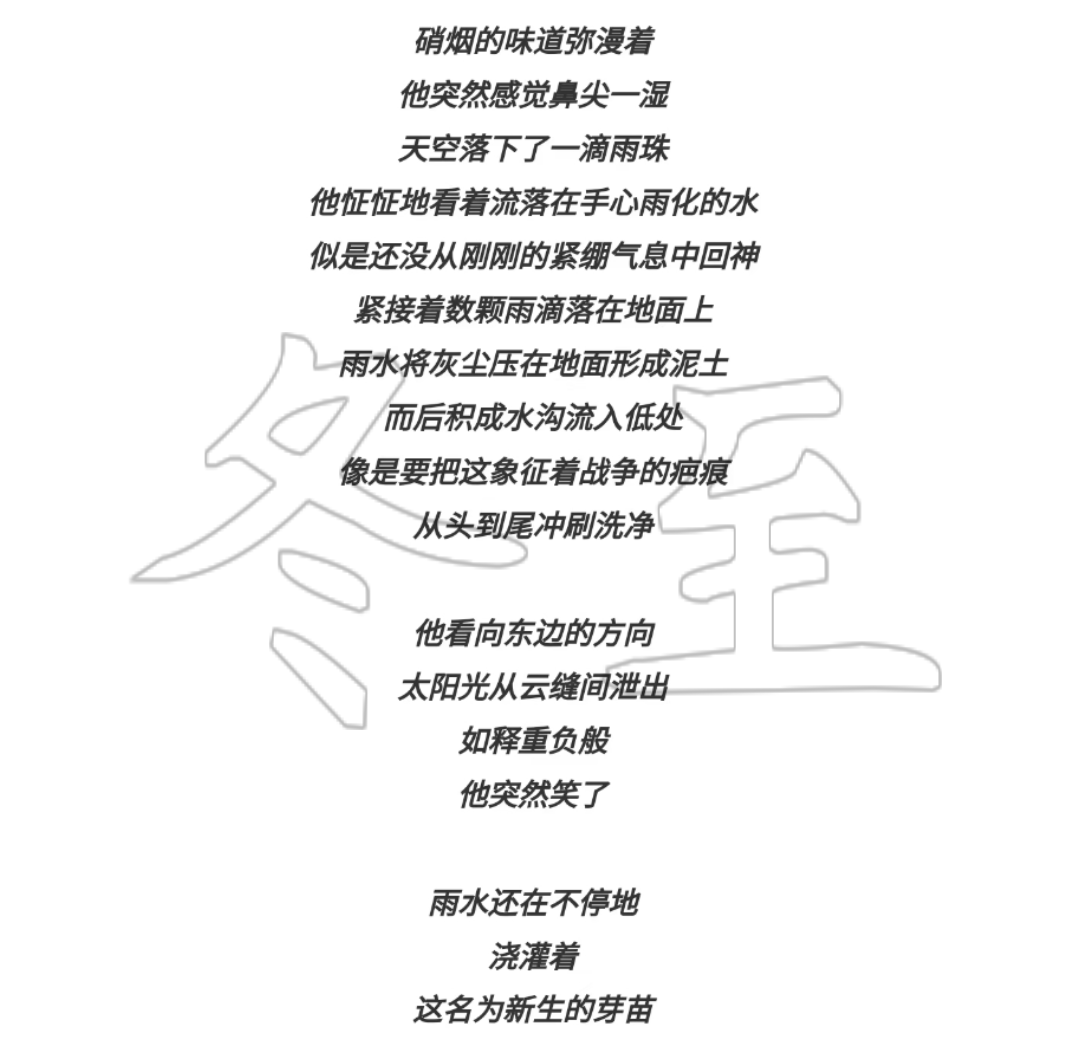 硝烟的味道弥漫着
他突然感觉鼻尖一湿
天空落下了一滴雨珠
他怔怔地看着流落在手心雨化的水
似是还没从刚刚的紧绷气息中回神
紧接着数颗雨滴落在地面上
雨水将灰尘压在地面形成泥土
而后积成水沟流入低处
像是要把这象征着战争的疤痕
从头到尾冲刷洗净
他看向东边的方向
太阳光从云缝间泄出
如释重负般
他突然笑了
雨水还在不停地
浇灌着
这名为新生的芽苗
冬至